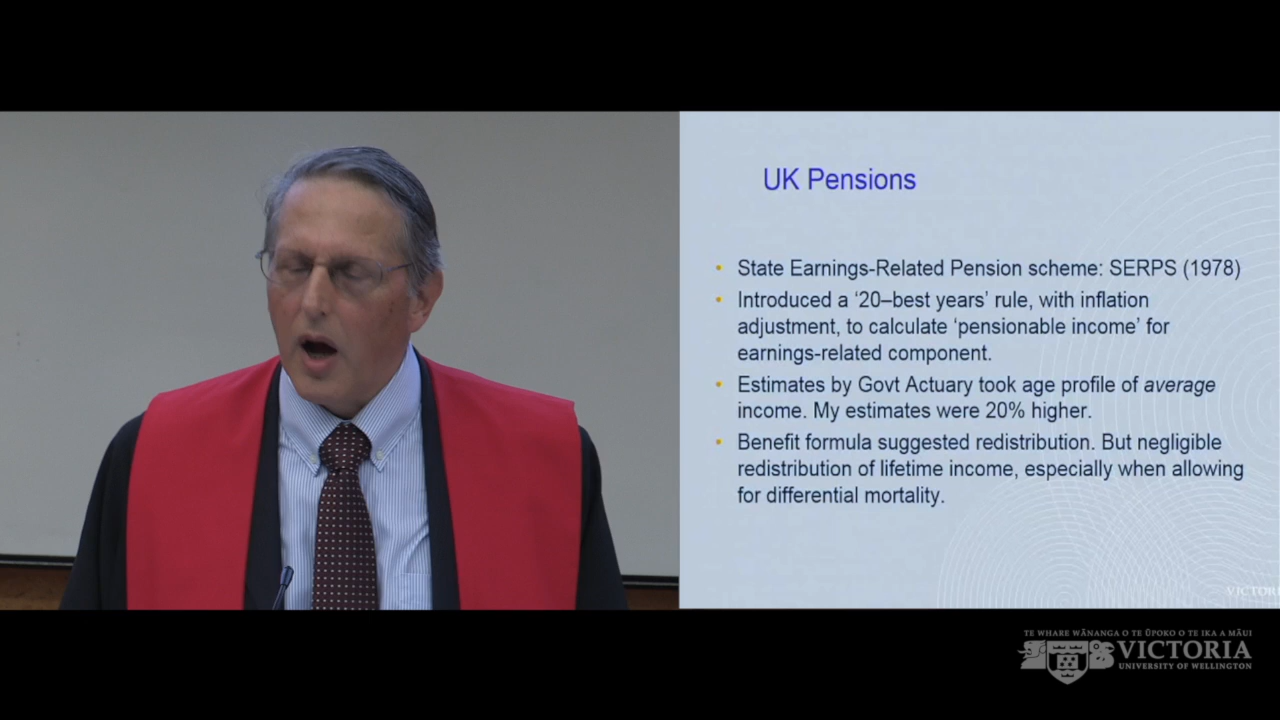 UK Pensions
• State Earnings-Related Pension scheme: SERPS (1978)
• Introduced a ‘20–best years’ rule, with inflation
adjustment, to calculate ‘pensionable income’ for
earnings-related component.
• Estimates by Govt Actuary took age profile of average
income. My estimates were 20% higher.
• Benefit formula suggested redistribution. But negligible
redistribution of lifetime income, especially when allowing
for differential mortality.
VICTOR
TE WHARE WĀNANGA O TE ŪPOKO O TE IKA A MĀUI
VICTORIA
UNIVERSITY OF WELLINGTON